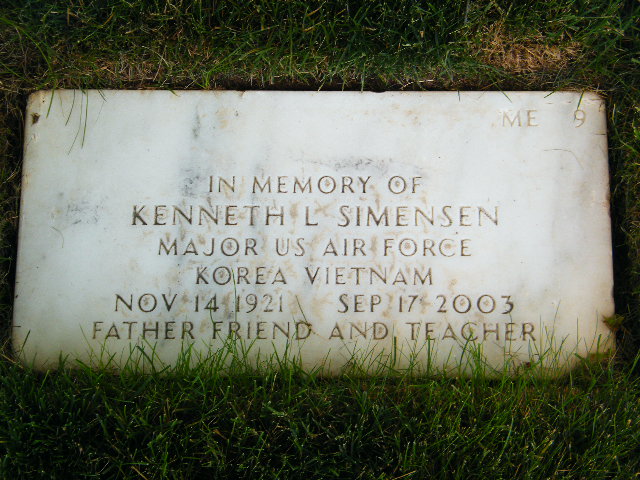 ME 9
IN MEMORY OF
KENNETH L SIMENSEN
MAJOR US AIR FORCE
KOREA VIETNAM
NOV 14 1921 SEP 17 2003
FATHER FRIEND AND TEACHER